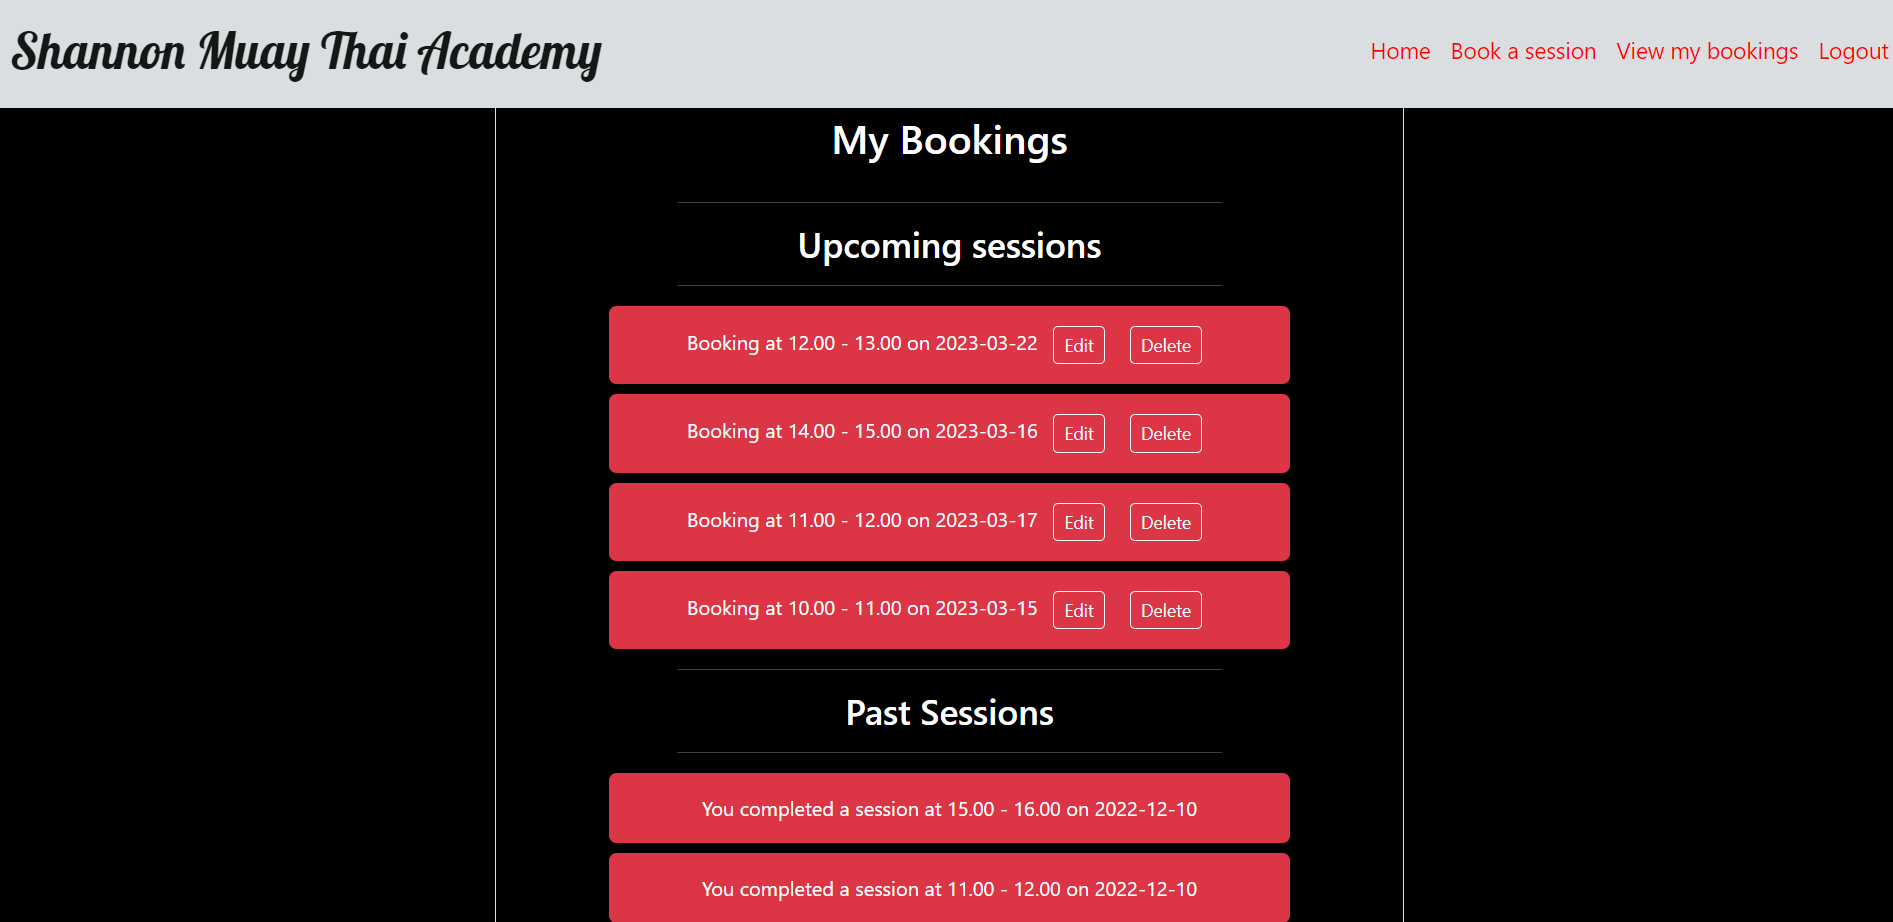 Shannon Muay Thai Academy
Home Book a session View my bookings Logout
My Bookings
Upcoming sessions
Booking at 12.00 - 13.00 on 2023-03-22 Edit Delete
Booking at 14.00 - 15.00 on 2023-03-16 Edit Delete
Booking at 11.00 - 12.00 on 2023-03-17 Edit Delete
Booking at 10.00 - 11.00 on 2023-03-15 Edit Delete
Past Sessions
You completed a session at 15.00 - 16.00 on 2022-12-10
You completed a session at 11.00 - 12.00 on 2022-12-10